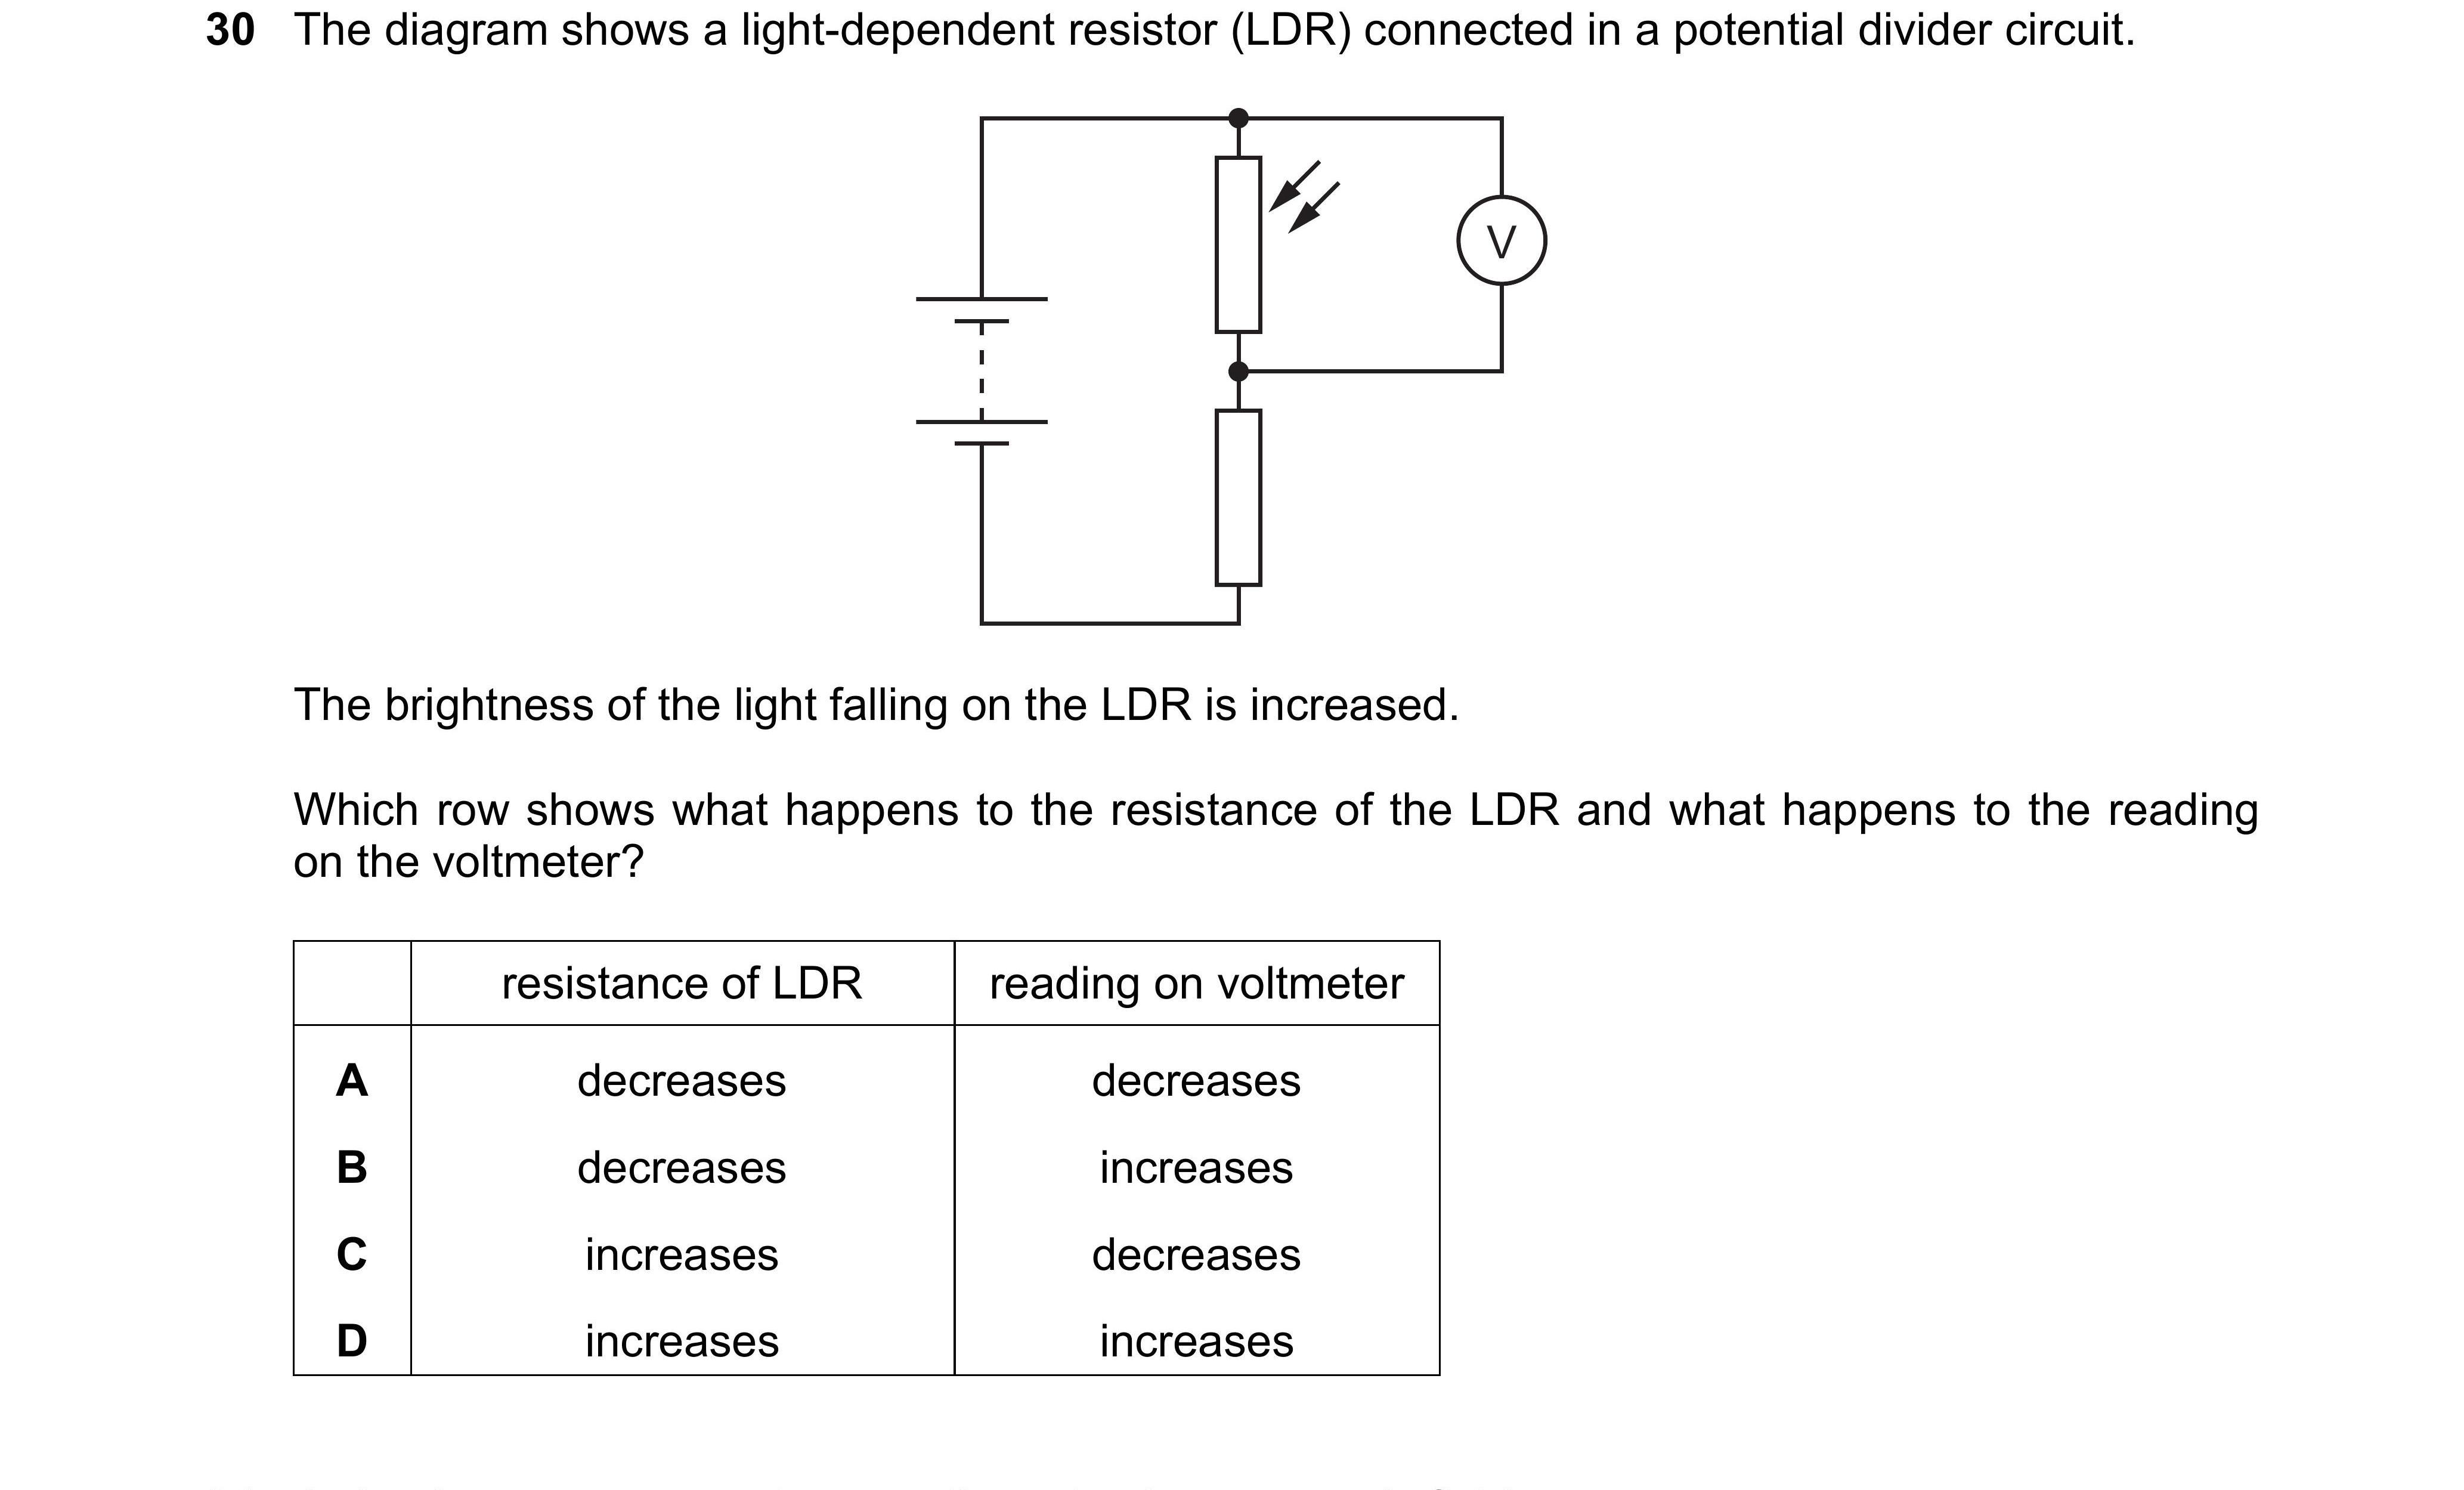 30 The diagram shows a light-dependent resistor (LDR) connected in a potential divider circuit.
V
The brightness of the light falling on the LDR is increased.
Which row shows what happens to the resistance of the LDR and what happens to the reading
on the voltmeter?
resistance of LDR reading on voltmeter
A decreases decreases
B decreases increases
C increases decreases
D increases increases